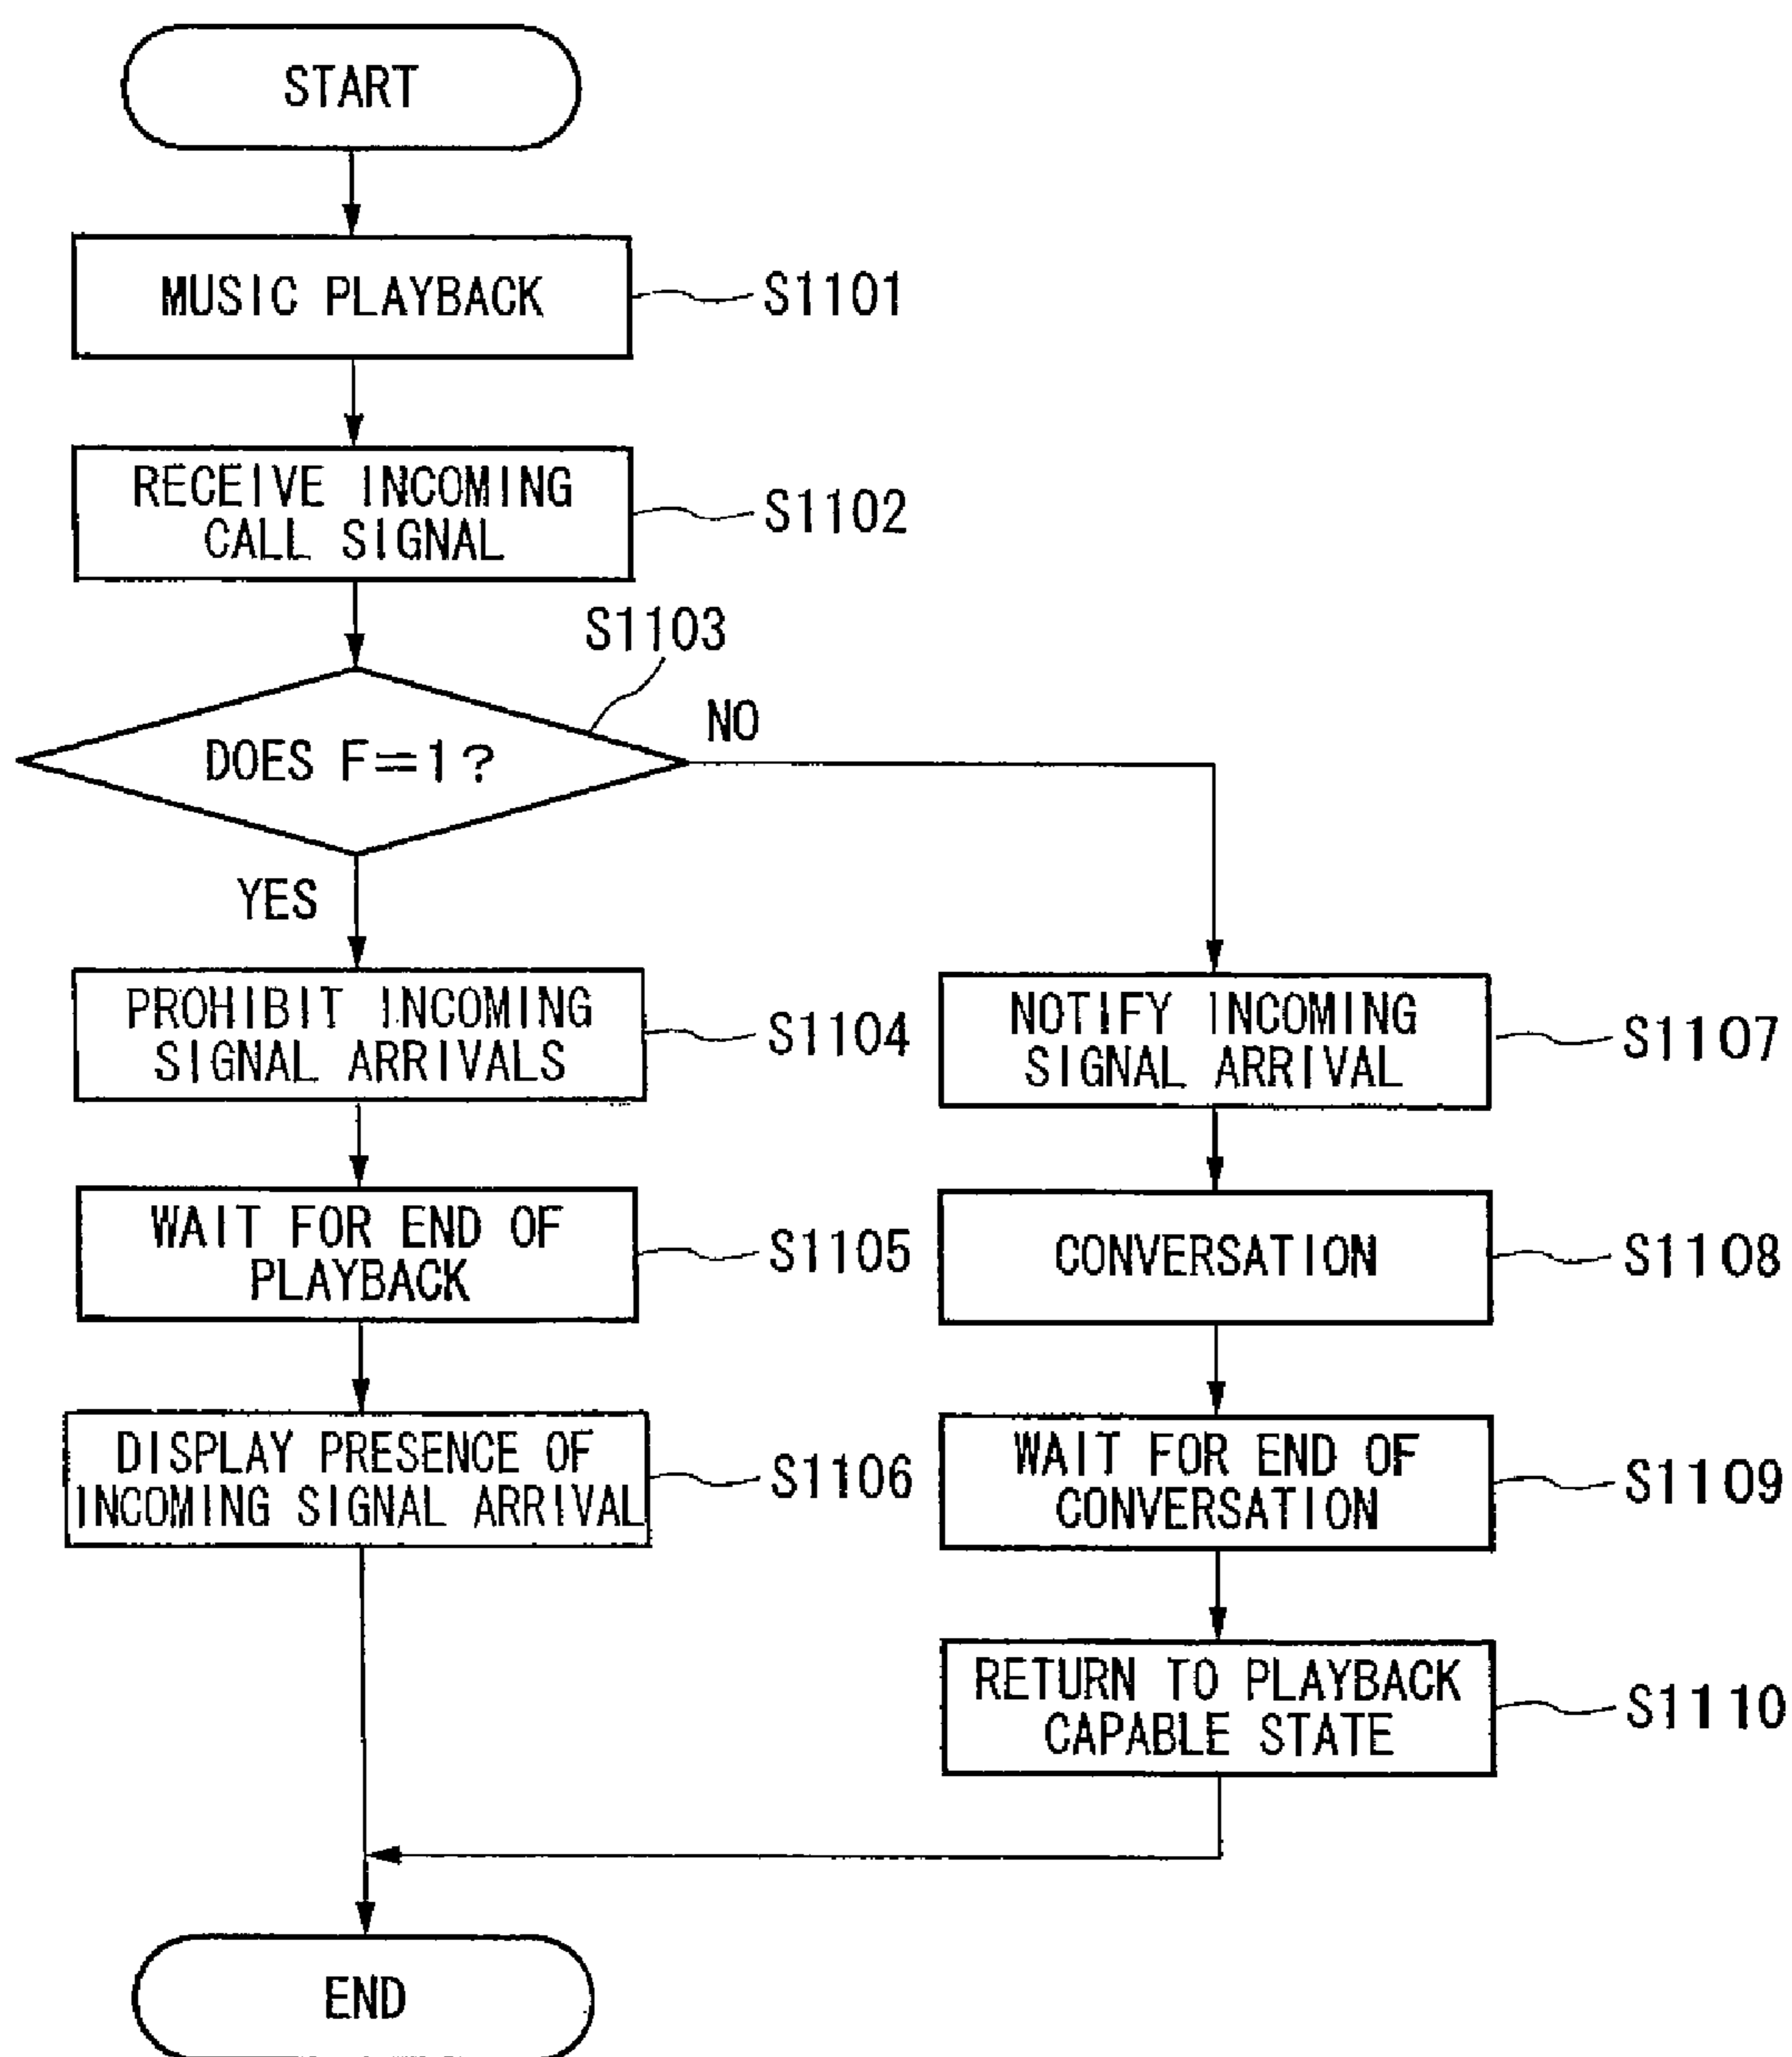 START
MUSIC PLAYBACK
S1101
RECEIVE INCOMING
CALL SIGNAL
S1102
S1103
DOES F=1?
NO
YES
PROHIBIT INCOMING
SIGNAL ARRIVALS
S1104
NOTIFY INCOMING
SIGNAL ARRIVAL
S1107
WAIT FOR END OF
PLAYBACK
S1105
CONVERSATION
S1108
DISPLAY PRESENCE OF
INCOMING SIGNAL ARRIVAL
S1106
WAIT FOR END OF
CONVERSATION
S1109
RETURN TO PLAYBACK
CAPABLE STATE
S1110
END